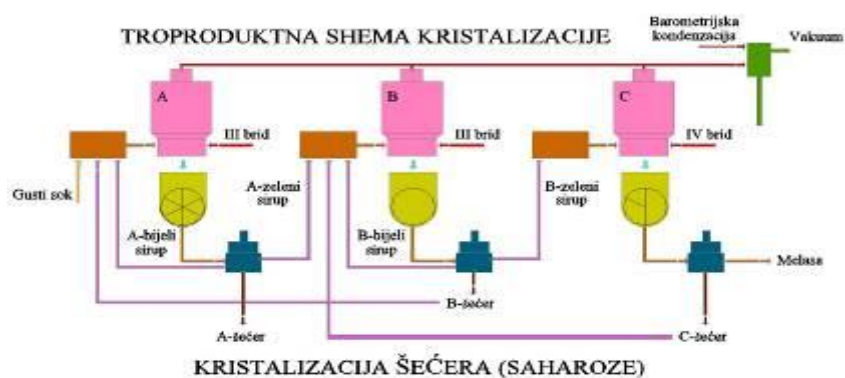 TROPRODUKTNA SHEMA KRISTALIZACIJE
Barometrijska
kondenzacija
Vakuum
A
B
C
III brid
III brid
IV brid
Gusti sok
A-zeleni
sirup
B-zeleni
sirup
A-bijeli
sirup
B-bijeli
sirup
Melasa
B-šećer
A-šećer
C-šećer
KRISTALIZACIJA ŠEĆERA (SAHAROZE)